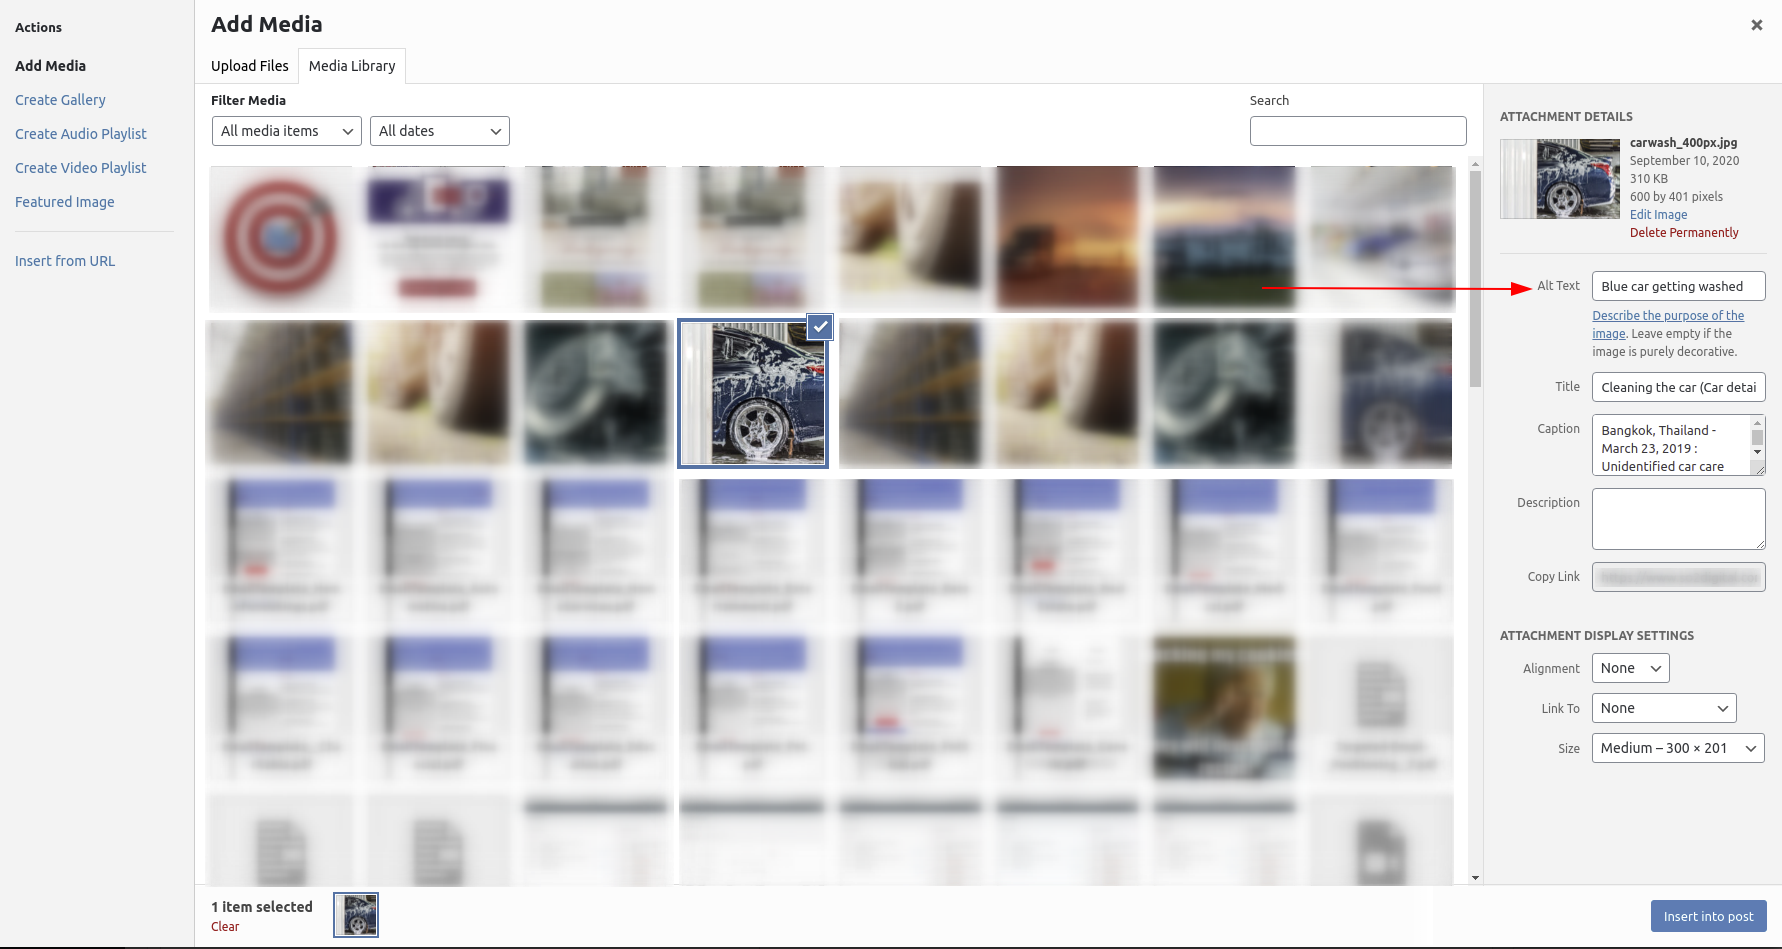 Actions
Add Media
Create Gallery
Create Audio Playlist
Create Video Playlist
Featured Image
Insert from URL
Add Media
Upload Files
Media Library
Filter Media
All media items
All dates
Search
ATTACHMENT DETAILS
carwash_400px.jpg
September 10, 2020
310 KB
600 by 401 pixels
Edit Image
Delete Permanently
Alt Text
Blue car getting washed
Describe the purpose of the
image. Leave empty if the
image is purely decorative.
Title
Cleaning the car (Car detai
Caption
Bangkok, Thailand -
March 23, 2019 :
Unidentified car care
Description
Copy Link
ATTACHMENT DISPLAY SETTINGS
Alignment
None
Link To
None
Size
Medium – 300 × 201
1 item selected
Clear
Insert into post